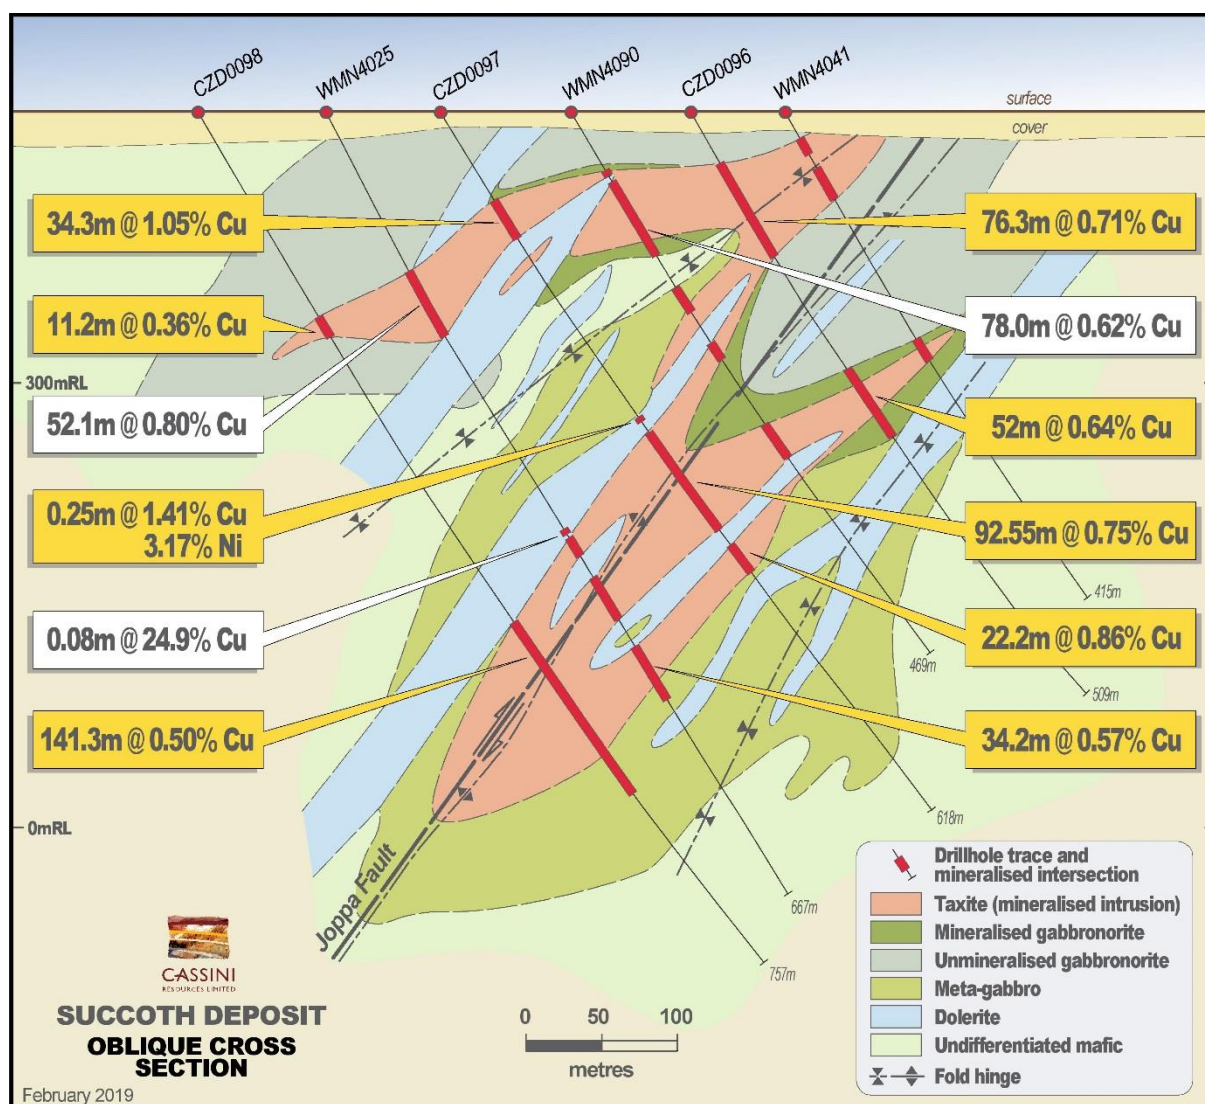 CZD0098
WMN4025
CZD0097
WMN4090
CZD0096
WMN4041
surface
cover
34.3m @ 1.05% Cu
76.3m @ 0.71% Cu
11.2m @ 0.36% Cu
78.0m @ 0.62% Cu
300mRL
52.1m @ 0.80% Cu
52m @ 0.64% Cu
0.25m @ 1.41% Cu
3.17% Ni
92.55m @ 0.75% Cu
415m
0.08m @ 24.9% Cu
22.2m @ 0.86% Cu
469m
509m
141.3m @ 0.50% Cu
34.2m @ 0.57% Cu
618m
0mRL
Joppa Fault
667m
757m
Drillhole trace and
mineralised intersection
Taxite (mineralised intrusion)
Mineralised gabbronorite
Unmineralised gabbronorite
Meta-gabbro
Dolerite
Undifferentiated mafic
Fold hinge
CASSINI
RESOURCES LIMITED
SUCCOTH DEPOSIT
OBLIQUE CROSS
SECTION
0 50 100
metres
February 2019